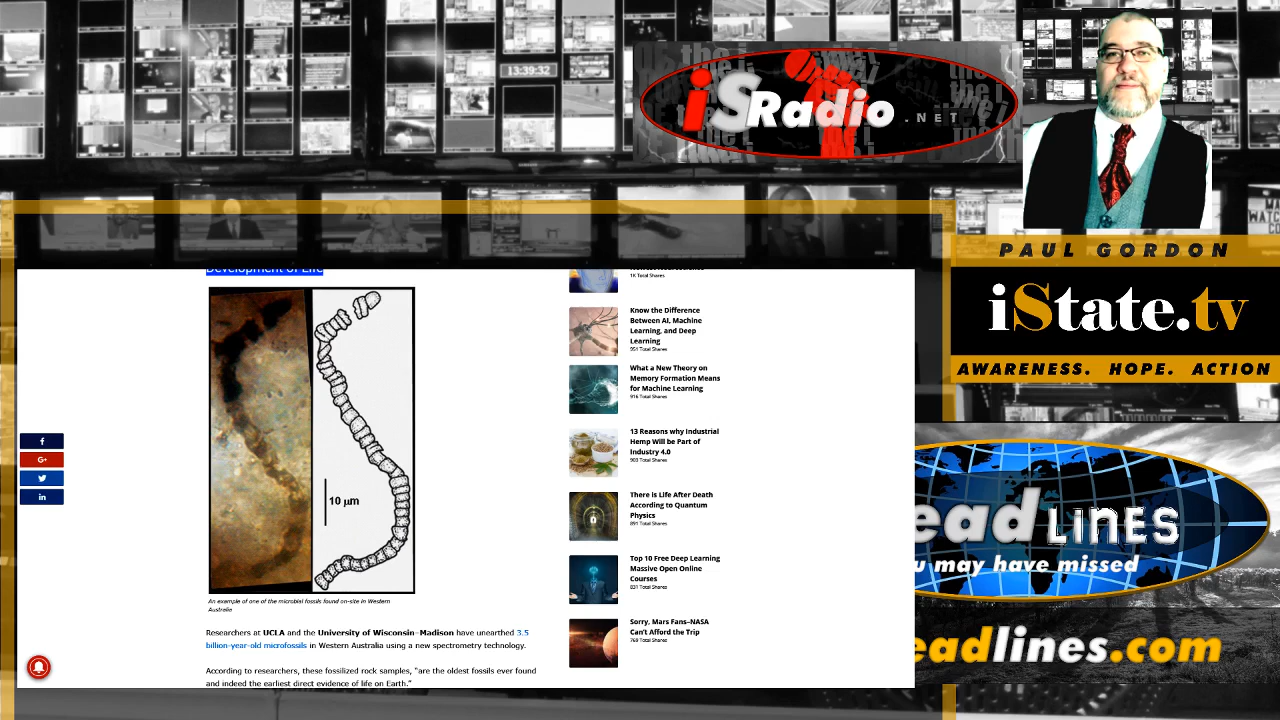 13:39:32
iSRadio
.NET
PAUL GORDON
iState.tv
AWARENESS. HOPE. ACTION
ead LINES
u may have missed
eadlines.com
Development of Life
10 µm
An example of one of the microbial fossils found on-site in Western
Australia
Researchers at UCLA and the University of Wisconsin–Madison have unearthed 3.5
billion-year-old microfossils in Western Australia using a new spectrometry technology.
According to researchers, these fossilized rock samples, "are the oldest fossils ever found
and indeed the earliest direct evidence of life on Earth."
1K Total Shares
Know the Difference
Between AI, Machine
Learning, and Deep
Learning
951 Total Shares
What a New Theory on
Memory Formation Means
for Machine Learning
916 Total Shares
13 Reasons why Industrial
Hemp Will be Part of
Industry 4.0
903 Total Shares
There is Life After Death
According to Quantum
Physics
891 Total Shares
Top 10 Free Deep Learning
Massive Open Online
Courses
831 Total Shares
Sorry, Mars Fans–NASA
Can't Afford the Trip
769 Total Shares
f
G+
in